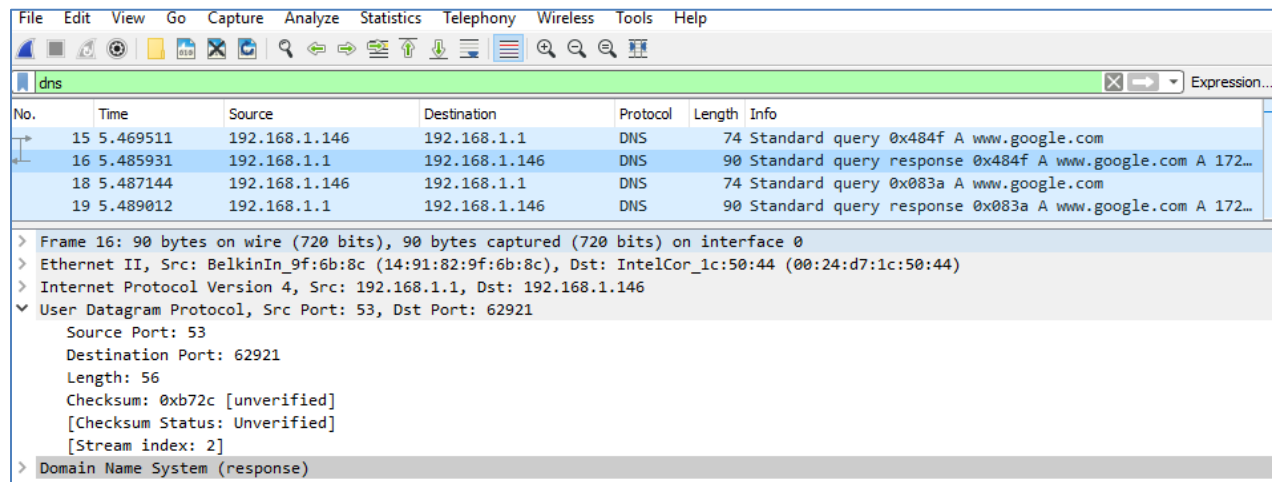 File Edit View Go Capture Analyze Statistics Telephony Wireless Tools Help
dns Expression...
No. Time Source Destination Protocol Length Info
15 5.469511 192.168.1.146 192.168.1.1 DNS 74 Standard query 0x484f A www.google.com
16 5.485931 192.168.1.1 192.168.1.146 DNS 90 Standard query response 0x484f A www.google.com A 172…
18 5.487144 192.168.1.146 192.168.1.1 DNS 74 Standard query 0x083a A www.google.com
19 5.489012 192.168.1.1 192.168.1.146 DNS 90 Standard query response 0x083a A www.google.com A 172…
> Frame 16: 90 bytes on wire (720 bits), 90 bytes captured (720 bits) on interface 0
> Ethernet II, Src: BelkinIn_9f:6b:8c (14:91:82:9f:6b:8c), Dst: IntelCor_1c:50:44 (00:24:d7:1c:50:44)
> Internet Protocol Version 4, Src: 192.168.1.1, Dst: 192.168.1.146
User Datagram Protocol, Src Port: 53, Dst Port: 62921
Source Port: 53
Destination Port: 62921
Length: 56
Checksum: 0xb72c [unverified]
[Checksum Status: Unverified]
[Stream index: 2]
> Domain Name System (response)